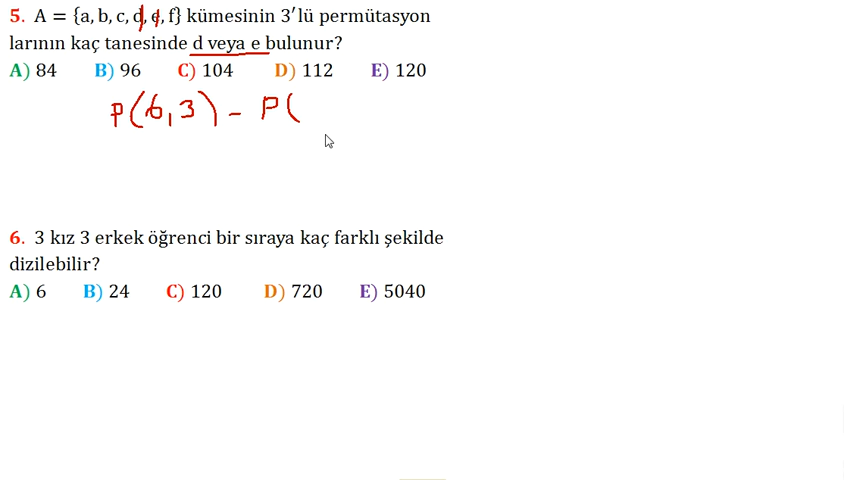 5. A = {a, b, c, d, e, f} kümesinin 3′lü permütasyon
larının kaç tanesinde d veya e bulunur?
A) 84 B) 96 C) 104 D) 112 E) 120
P(6,3) - P(
6. 3 kız 3 erkek öğrenci bir sıraya kaç farklı şekilde
dizilebilir?
A) 6 B) 24 C) 120 D) 720 E) 5040